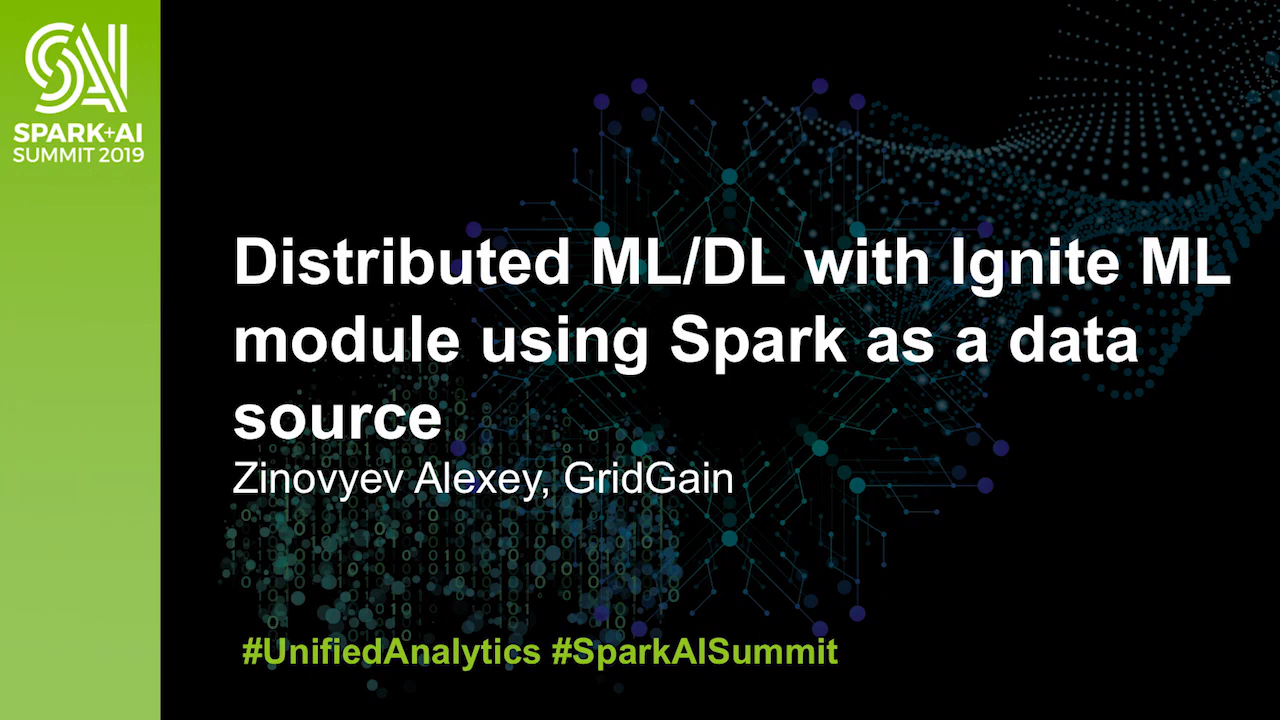 SPARK+AI
SUMMIT 2019
Distributed ML/DL with Ignite ML
module using Spark as a data
source
Zinovyev Alexey, GridGain
#UnifiedAnalytics #SparkAISummit